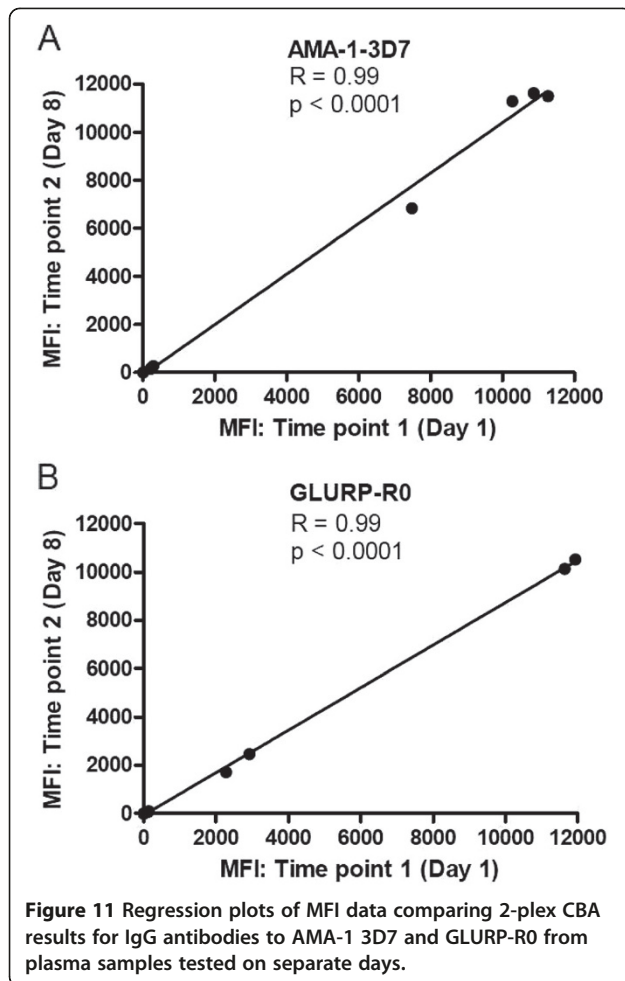 A
AMA-1-3D7
R = 0.99
p < 0.0001
12000
10000
8000
6000
4000
2000
0
MFI: Time point 2 (Day 8)
0 2000 4000 6000 8000 10000 12000
MFI: Time point 1 (Day 1)
B
GLURP-R0
R = 0.99
p < 0.0001
12000
10000
8000
6000
4000
2000
0
MFI: Time point 2 (Day 8)
0 2000 4000 6000 8000 10000 12000
MFI: Time point 1 (Day 1)
Figure 11 Regression plots of MFI data comparing 2-plex CBA
results for IgG antibodies to AMA-1 3D7 and GLURP-R0 from
plasma samples tested on separate days.